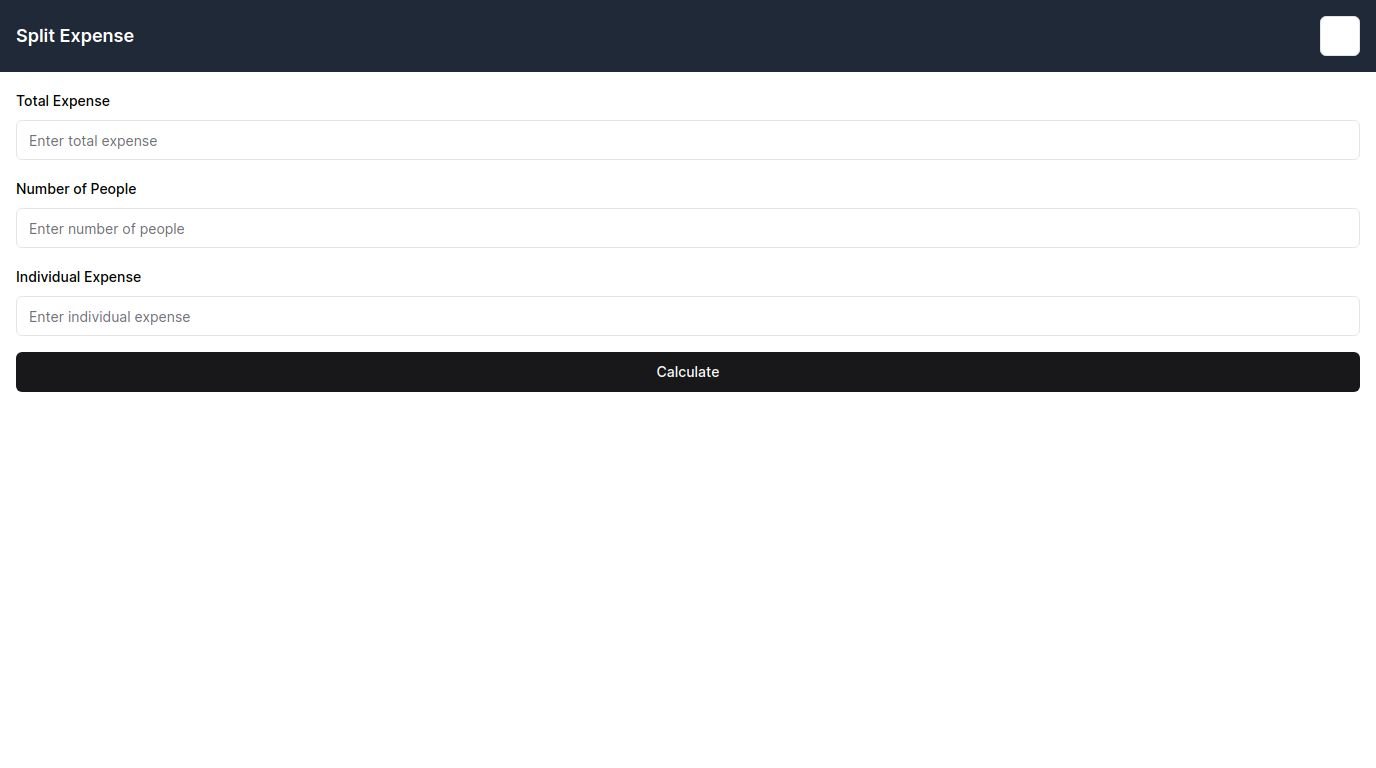 Split Expense
Total Expense
Enter total expense
Number of People
Enter number of people
Individual Expense
Enter individual expense
Calculate